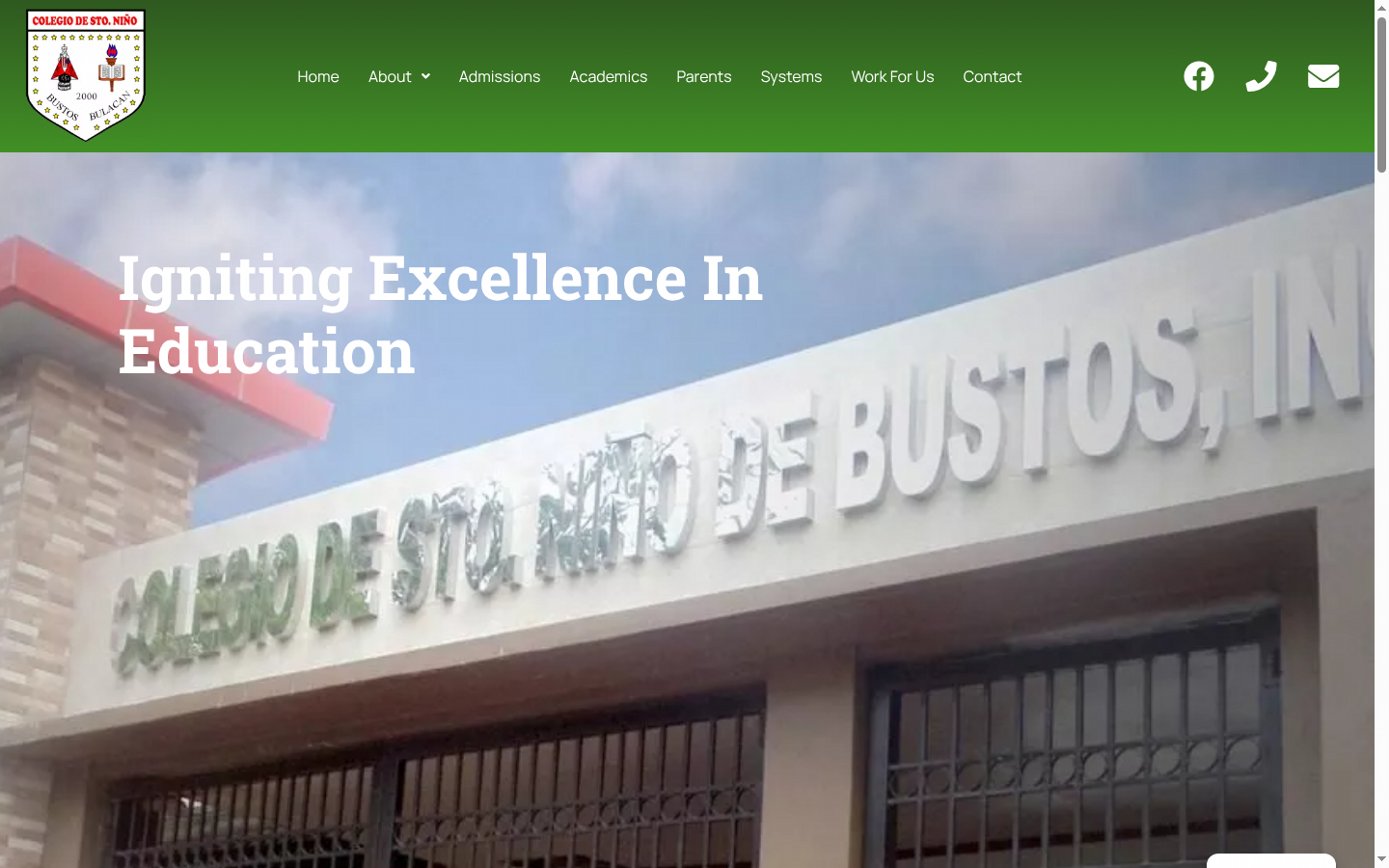 COLEGIO DE STO. NIÑO
2000
BUSTOS BULACAN
Home
About
Admissions
Academics
Parents
Systems
Work For Us
Contact
Igniting Excellence In
Education
COLEGIO DE STO. NIÑO DE BUSTOS, IN